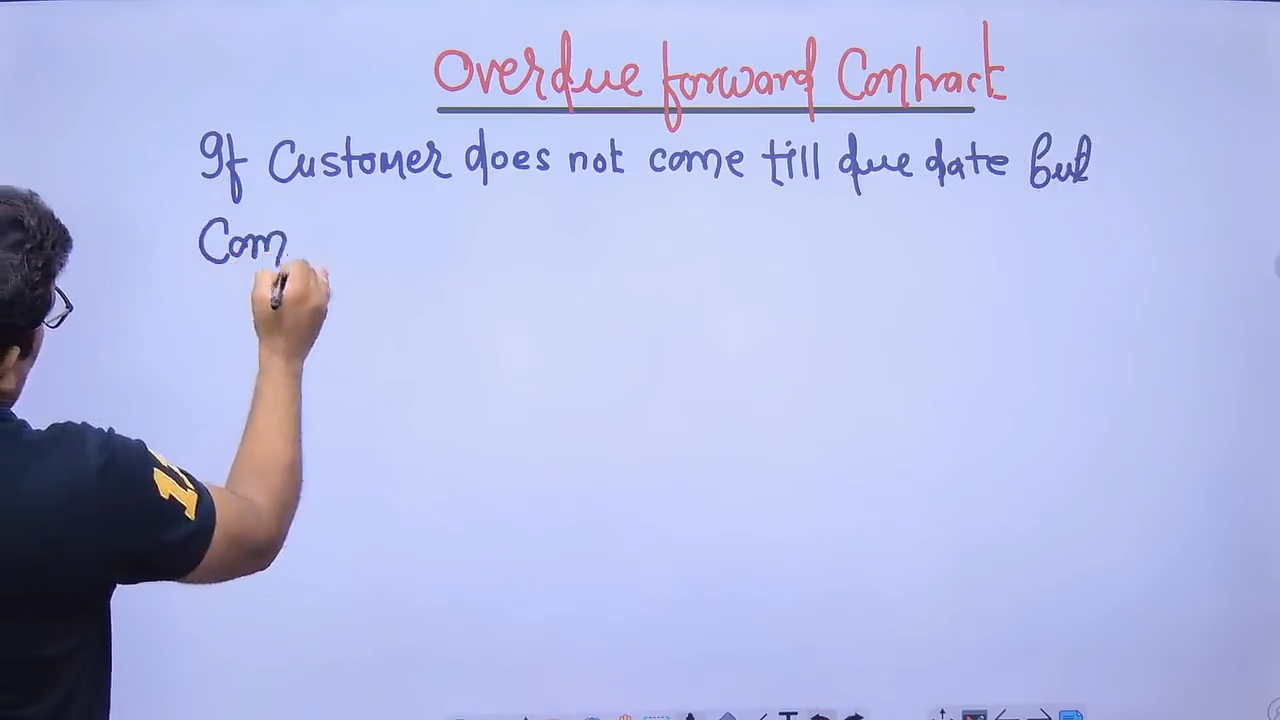 Overdue forward Contract
If Customer does not come till due date but
Com